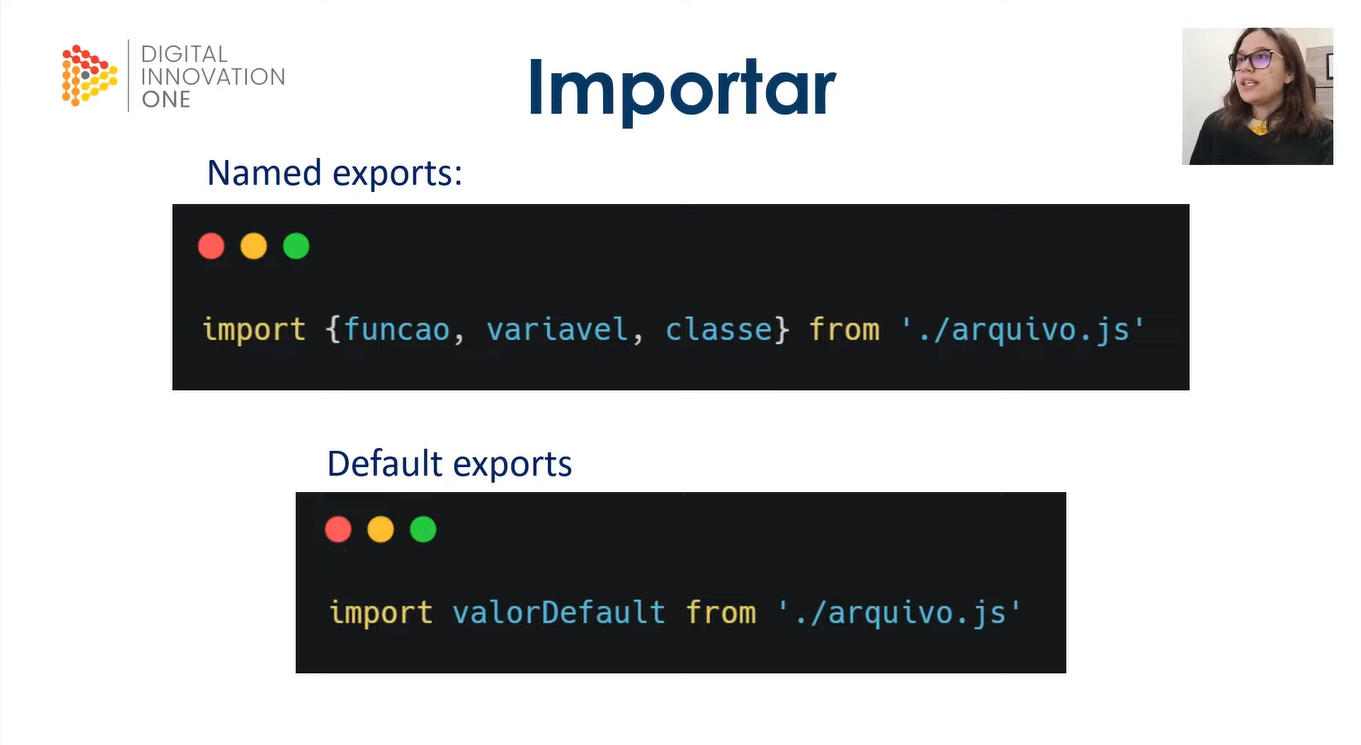 DIGITAL
INNOVATION
ONE
Importar
Named exports:
import {funcao, variavel, classe} from './arquivo.js'
Default exports
import valorDefault from './arquivo.js'